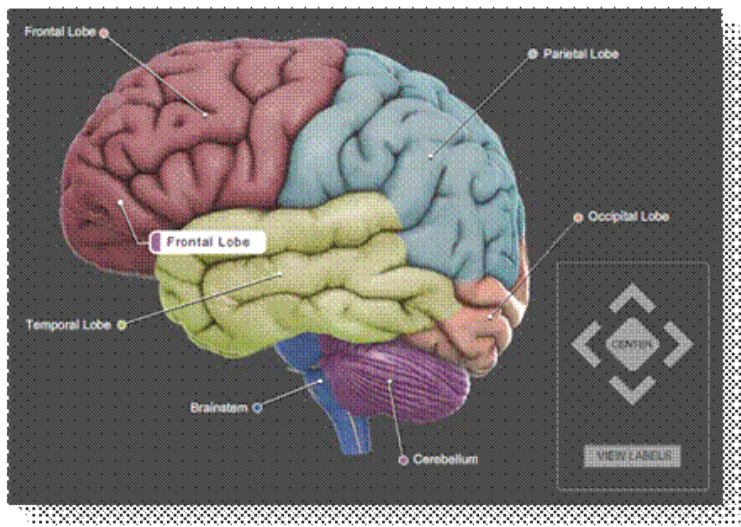 Frontal Lobe
Parietal Lobe
Occipital Lobe
Frontal Lobe
Temporal Lobe
CENTER
Brainstem
Cerebellum
VIEW LABELS